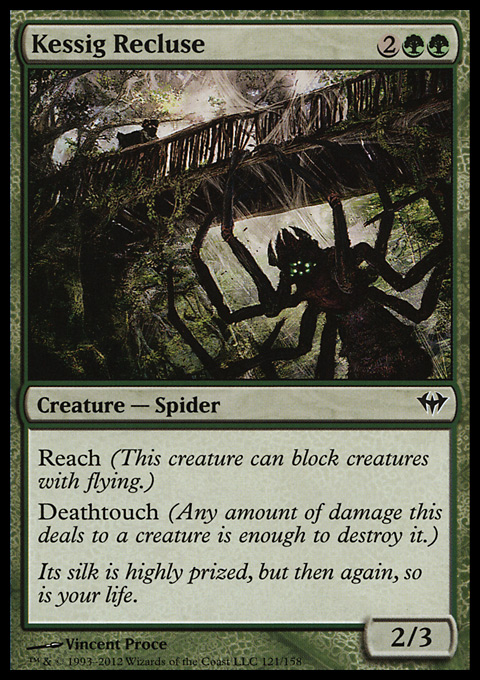 Kessig Recluse 2
Creature — Spider
Reach (This creature can block creatures
with flying.)
Deathtouch (Any amount of damage this
deals to a creature is enough to destroy it.)
Its silk is highly prized, but then again, so
is your life.
2/3
Vincent Proce
™ & © 1993–2012 Wizards of the Coast LLC 121/158